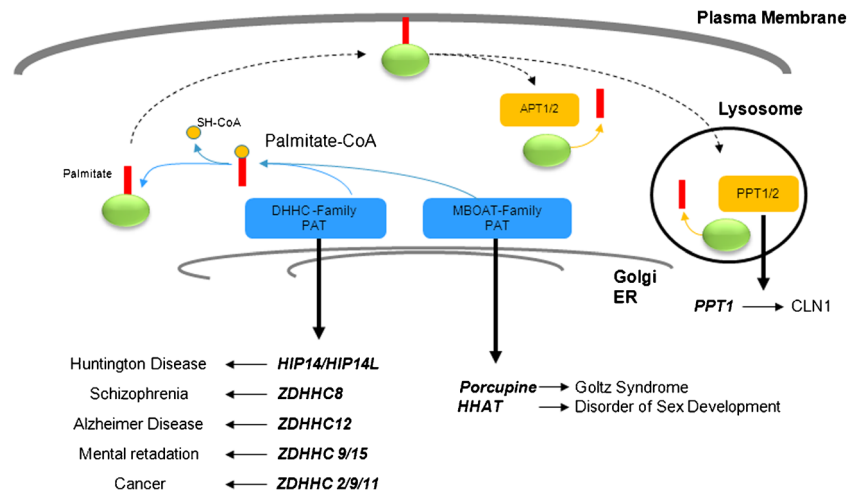 Plasma Membrane
APT1/2
Lysosome
SH-CoA
Palmitate-CoA
Palmitate
PPT1/2
DHHC-Family
PAT
MBOAT-Family
PAT
Golgi
ER
PPT1 CLN1
Huntington Disease HIP14/HIP14L
Schizophrenia ZDHHC8
Alzheimer Disease ZDHHC12
Mental retadation ZDHHC 9/15
Cancer ZDHHC 2/9/11
Porcupine Goltz Syndrome
HHAT Disorder of Sex Development